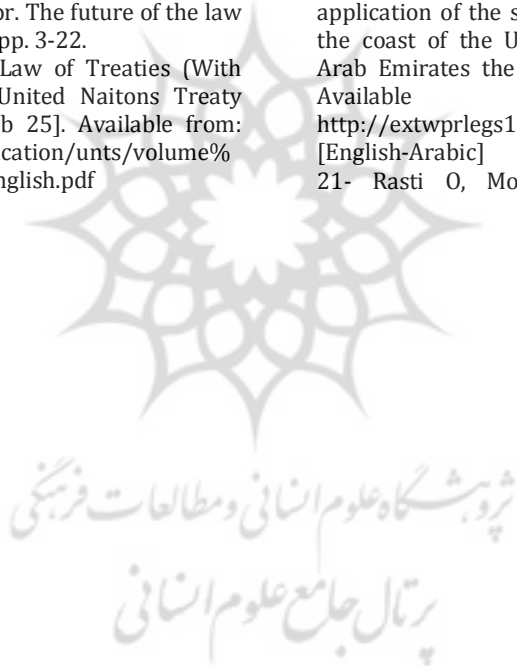 or. The future of the law
pp. 3-22.
Law of Treaties (With
United Naitons Treaty
b 25]. Available from:
ication/unts/volume%
nglish.pdf
application of the s
the coast of the U
Arab Emirates the
Available
http://extwprlegs1
[English-Arabic]
21- Rasti O, Mo
پژوهشگاه علوم انسانی و مطالعات فرهنگی
پرتال جامع علوم انسانی